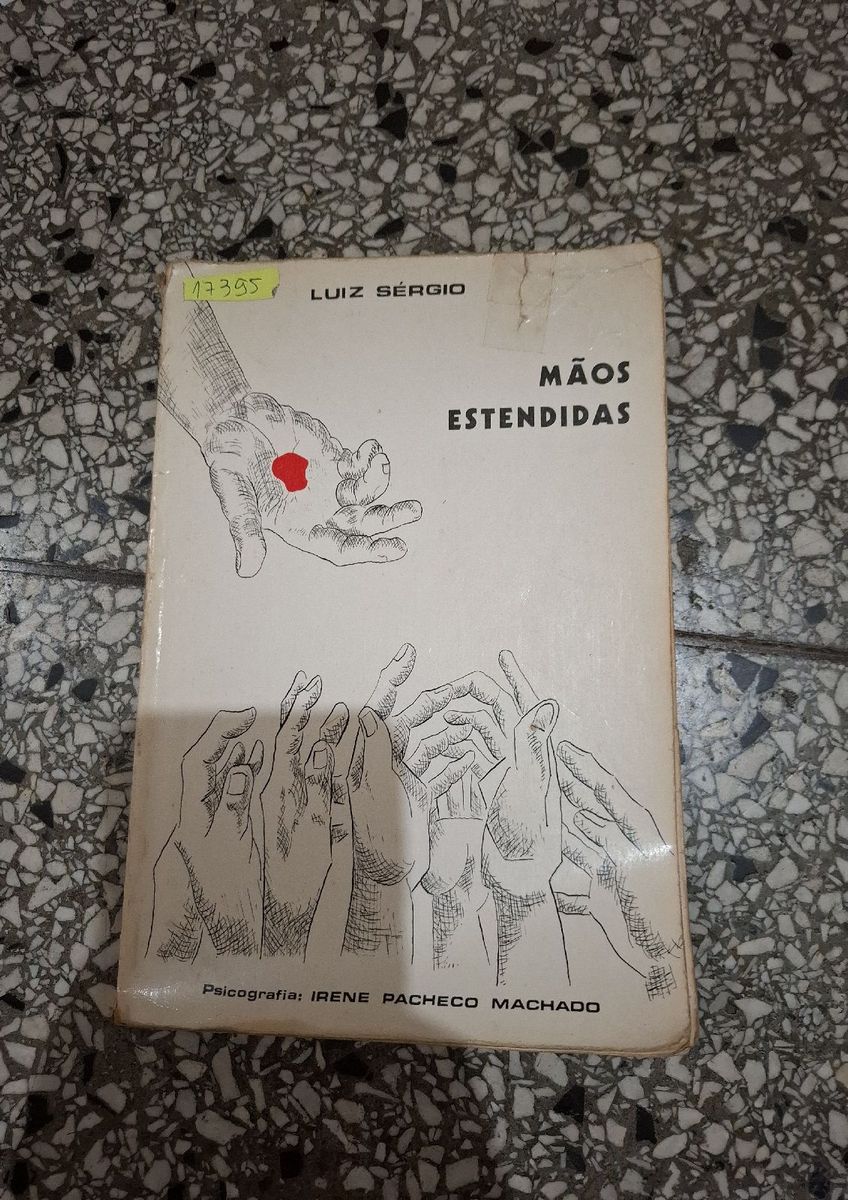 17395
LUIZ SÉRGIO
MÃOS
ESTENDIDAS
Psicografia: IRENE PACHECO MACHADO